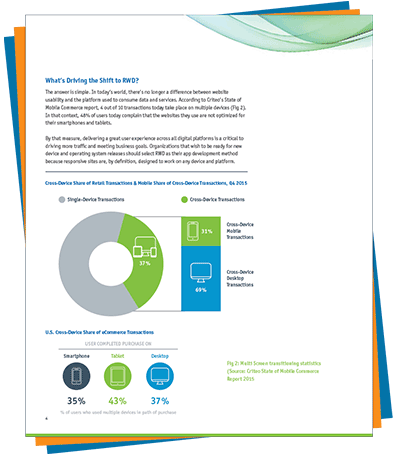 What's Driving the Shift to RWD?
The answer is simple. In today's world, there's no longer a difference between website
usability and the platform used to consume data and services. According to Criteo's State of
Mobile Commerce report, 4 out of 10 transactions today take place on multiple devices (Fig 2).
In that context, 48% of users today complain that the websites they use are not optimized for
their smartphones and tablets.
By that measure, delivering a great user experience across all digital platforms is a critical to
driving more traffic and meeting business goals. Organizations that wish to be ready for new
device and operating system releases should select RWD as their app development method
because responsive sites are, by definition, designed to work on any device and platform.
Cross-Device Share of Retail Transactions & Mobile Share of Cross-Device Transactions, Q4 2015
Single-Device Transactions
Cross-Device Transactions
37%
31%
Cross-Device
Mobile
Transactions
69%
Cross-Device
Desktop
Transactions
U.S. Cross-Device Share of eCommerce Transactions
USER COMPLETED PURCHASE ON
Smartphone Tablet Desktop
35% 43% 37%
% of users who used multiple devices in path of purchase
Fig 2: Multi Screen transitioning statistics
(Source: Criteo State of Mobile Commerce
Report 2015